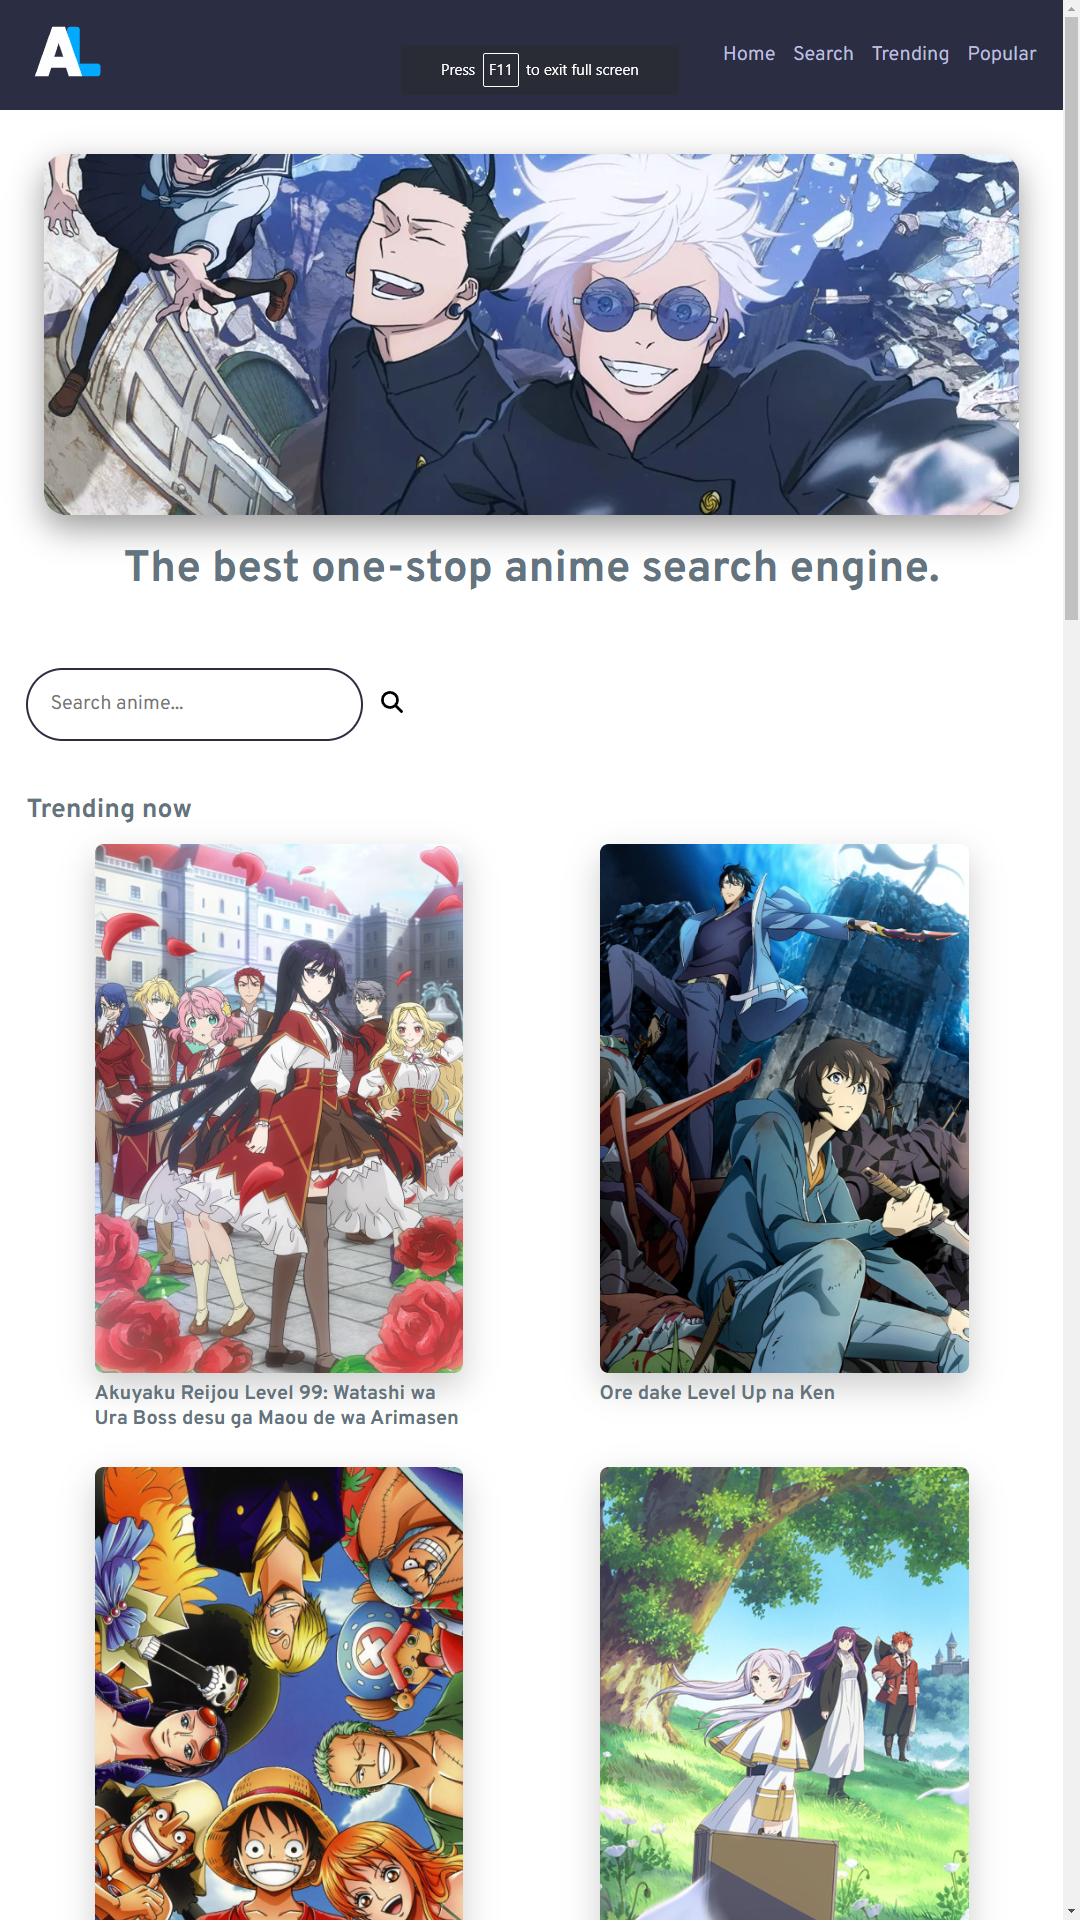 AL
Home Search Trending Popular
Press F11 to exit full screen
The best one-stop anime search engine.
Search anime...
Trending now
Akuyaku Reijou Level 99: Watashi wa
Ura Boss desu ga Maou de wa Arimasen
Ore dake Level Up na Ken